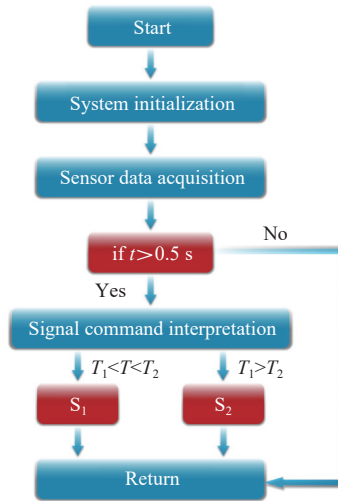 Start
System initialization
Sensor data acquisition
if t>0.5 s
No
Yes
Signal command interpretation
T₁<T<T₂
T₁>T₂
S₁
S₂
Return